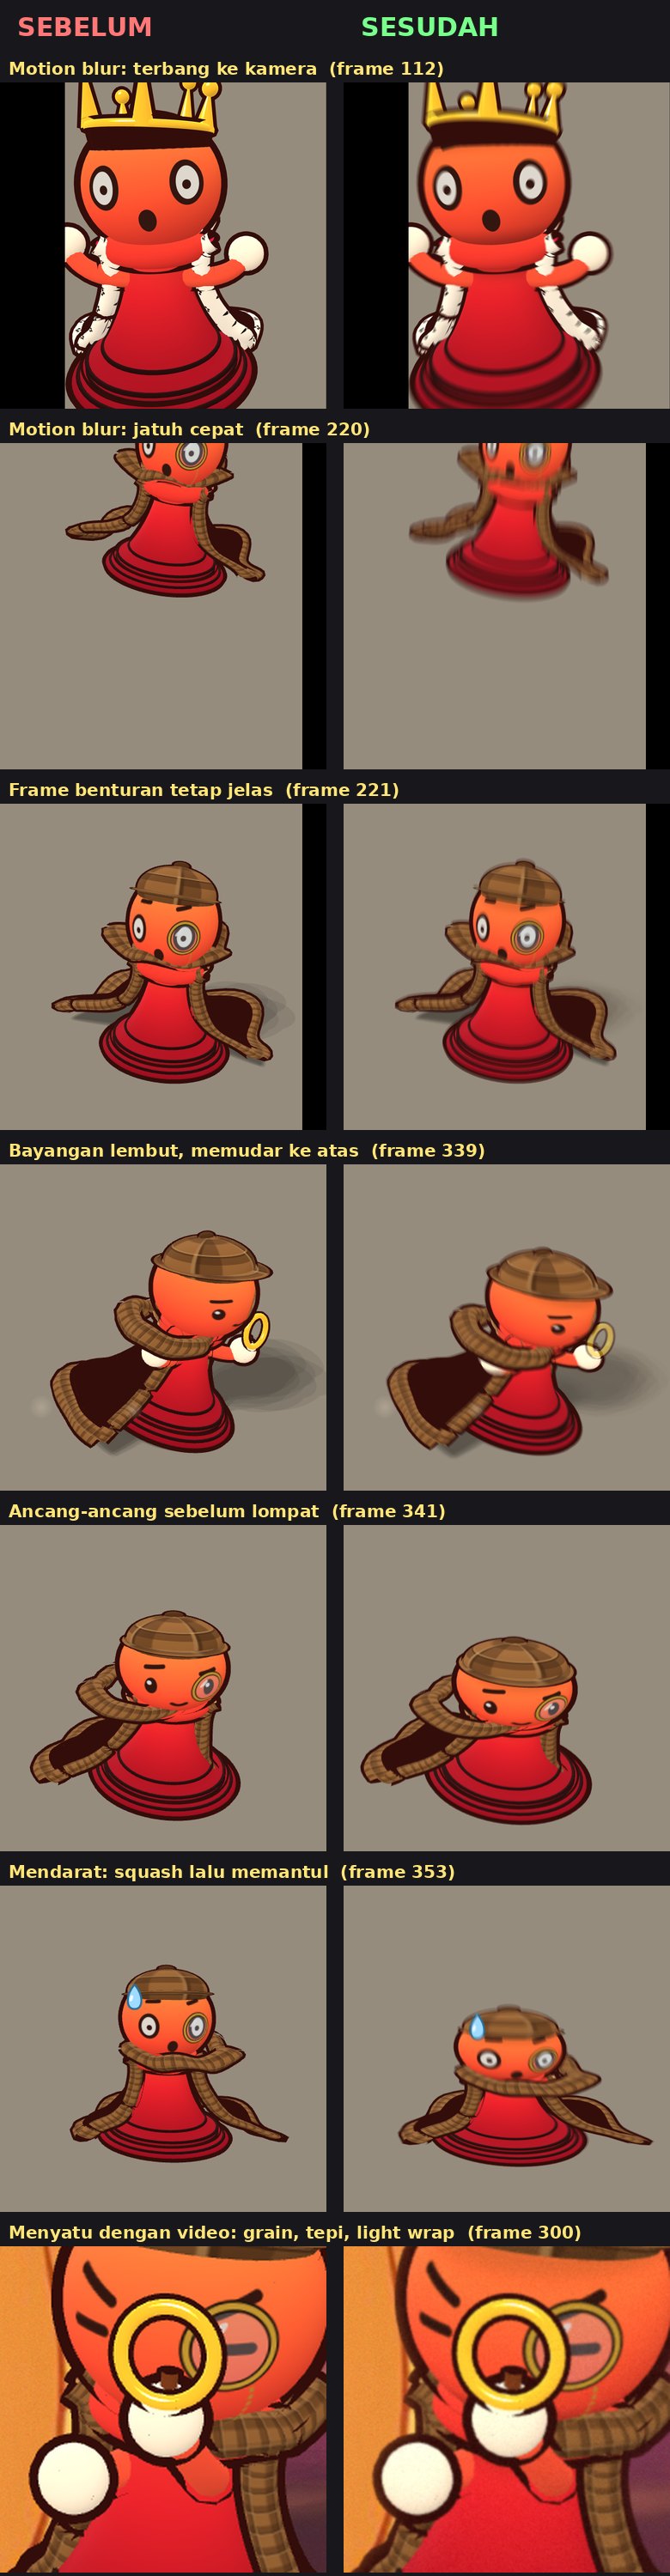 SEBELUM SESUDAH
Motion blur: terbang ke kamera (frame 112)
Motion blur: jatuh cepat (frame 220)
Frame benturan tetap jelas (frame 221)
Bayangan lembut, memudar ke atas (frame 339)
Ancang-ancang sebelum lompat (frame 341)
Mendarat: squash lalu memantul (frame 353)
Menyatu dengan video: grain, tepi, light wrap (frame 300)